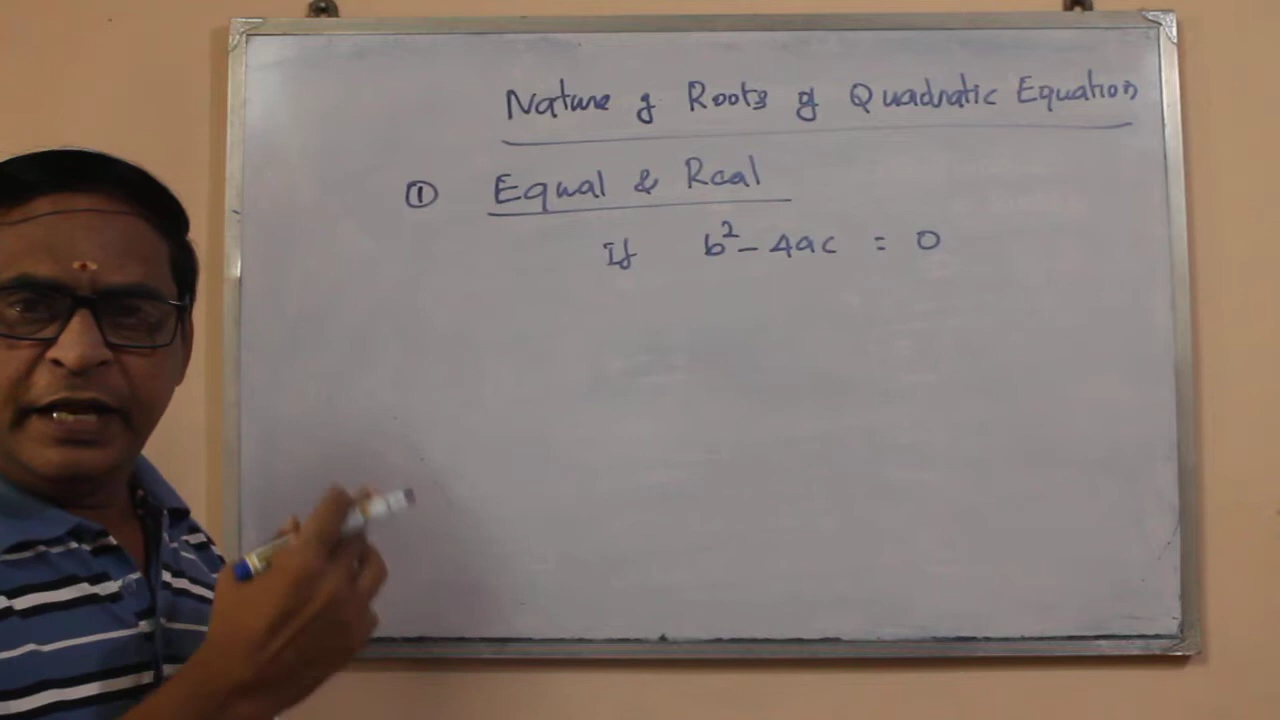 Nature of Roots of Quadratic Equation
① Equal & Real
If b²-4ac = 0